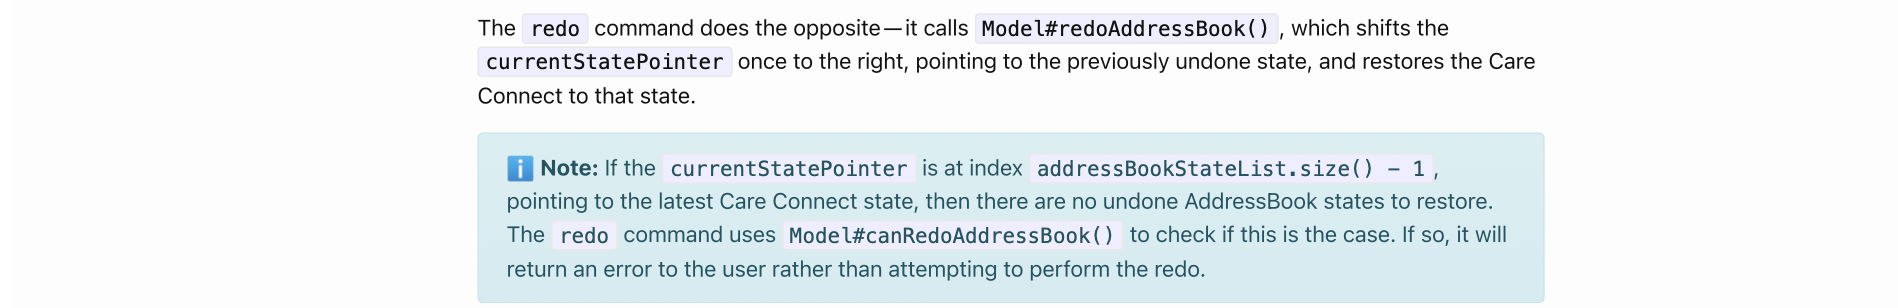 The redo command does the opposite—it calls Model#redoAddressBook(), which shifts the
currentStatePointer once to the right, pointing to the previously undone state, and restores the Care
Connect to that state.
ℹ️ Note: If the currentStatePointer is at index addressBookStateList.size() - 1,
pointing to the latest Care Connect state, then there are no undone AddressBook states to restore.
The redo command uses Model#canRedoAddressBook() to check if this is the case. If so, it will
return an error to the user rather than attempting to perform the redo.